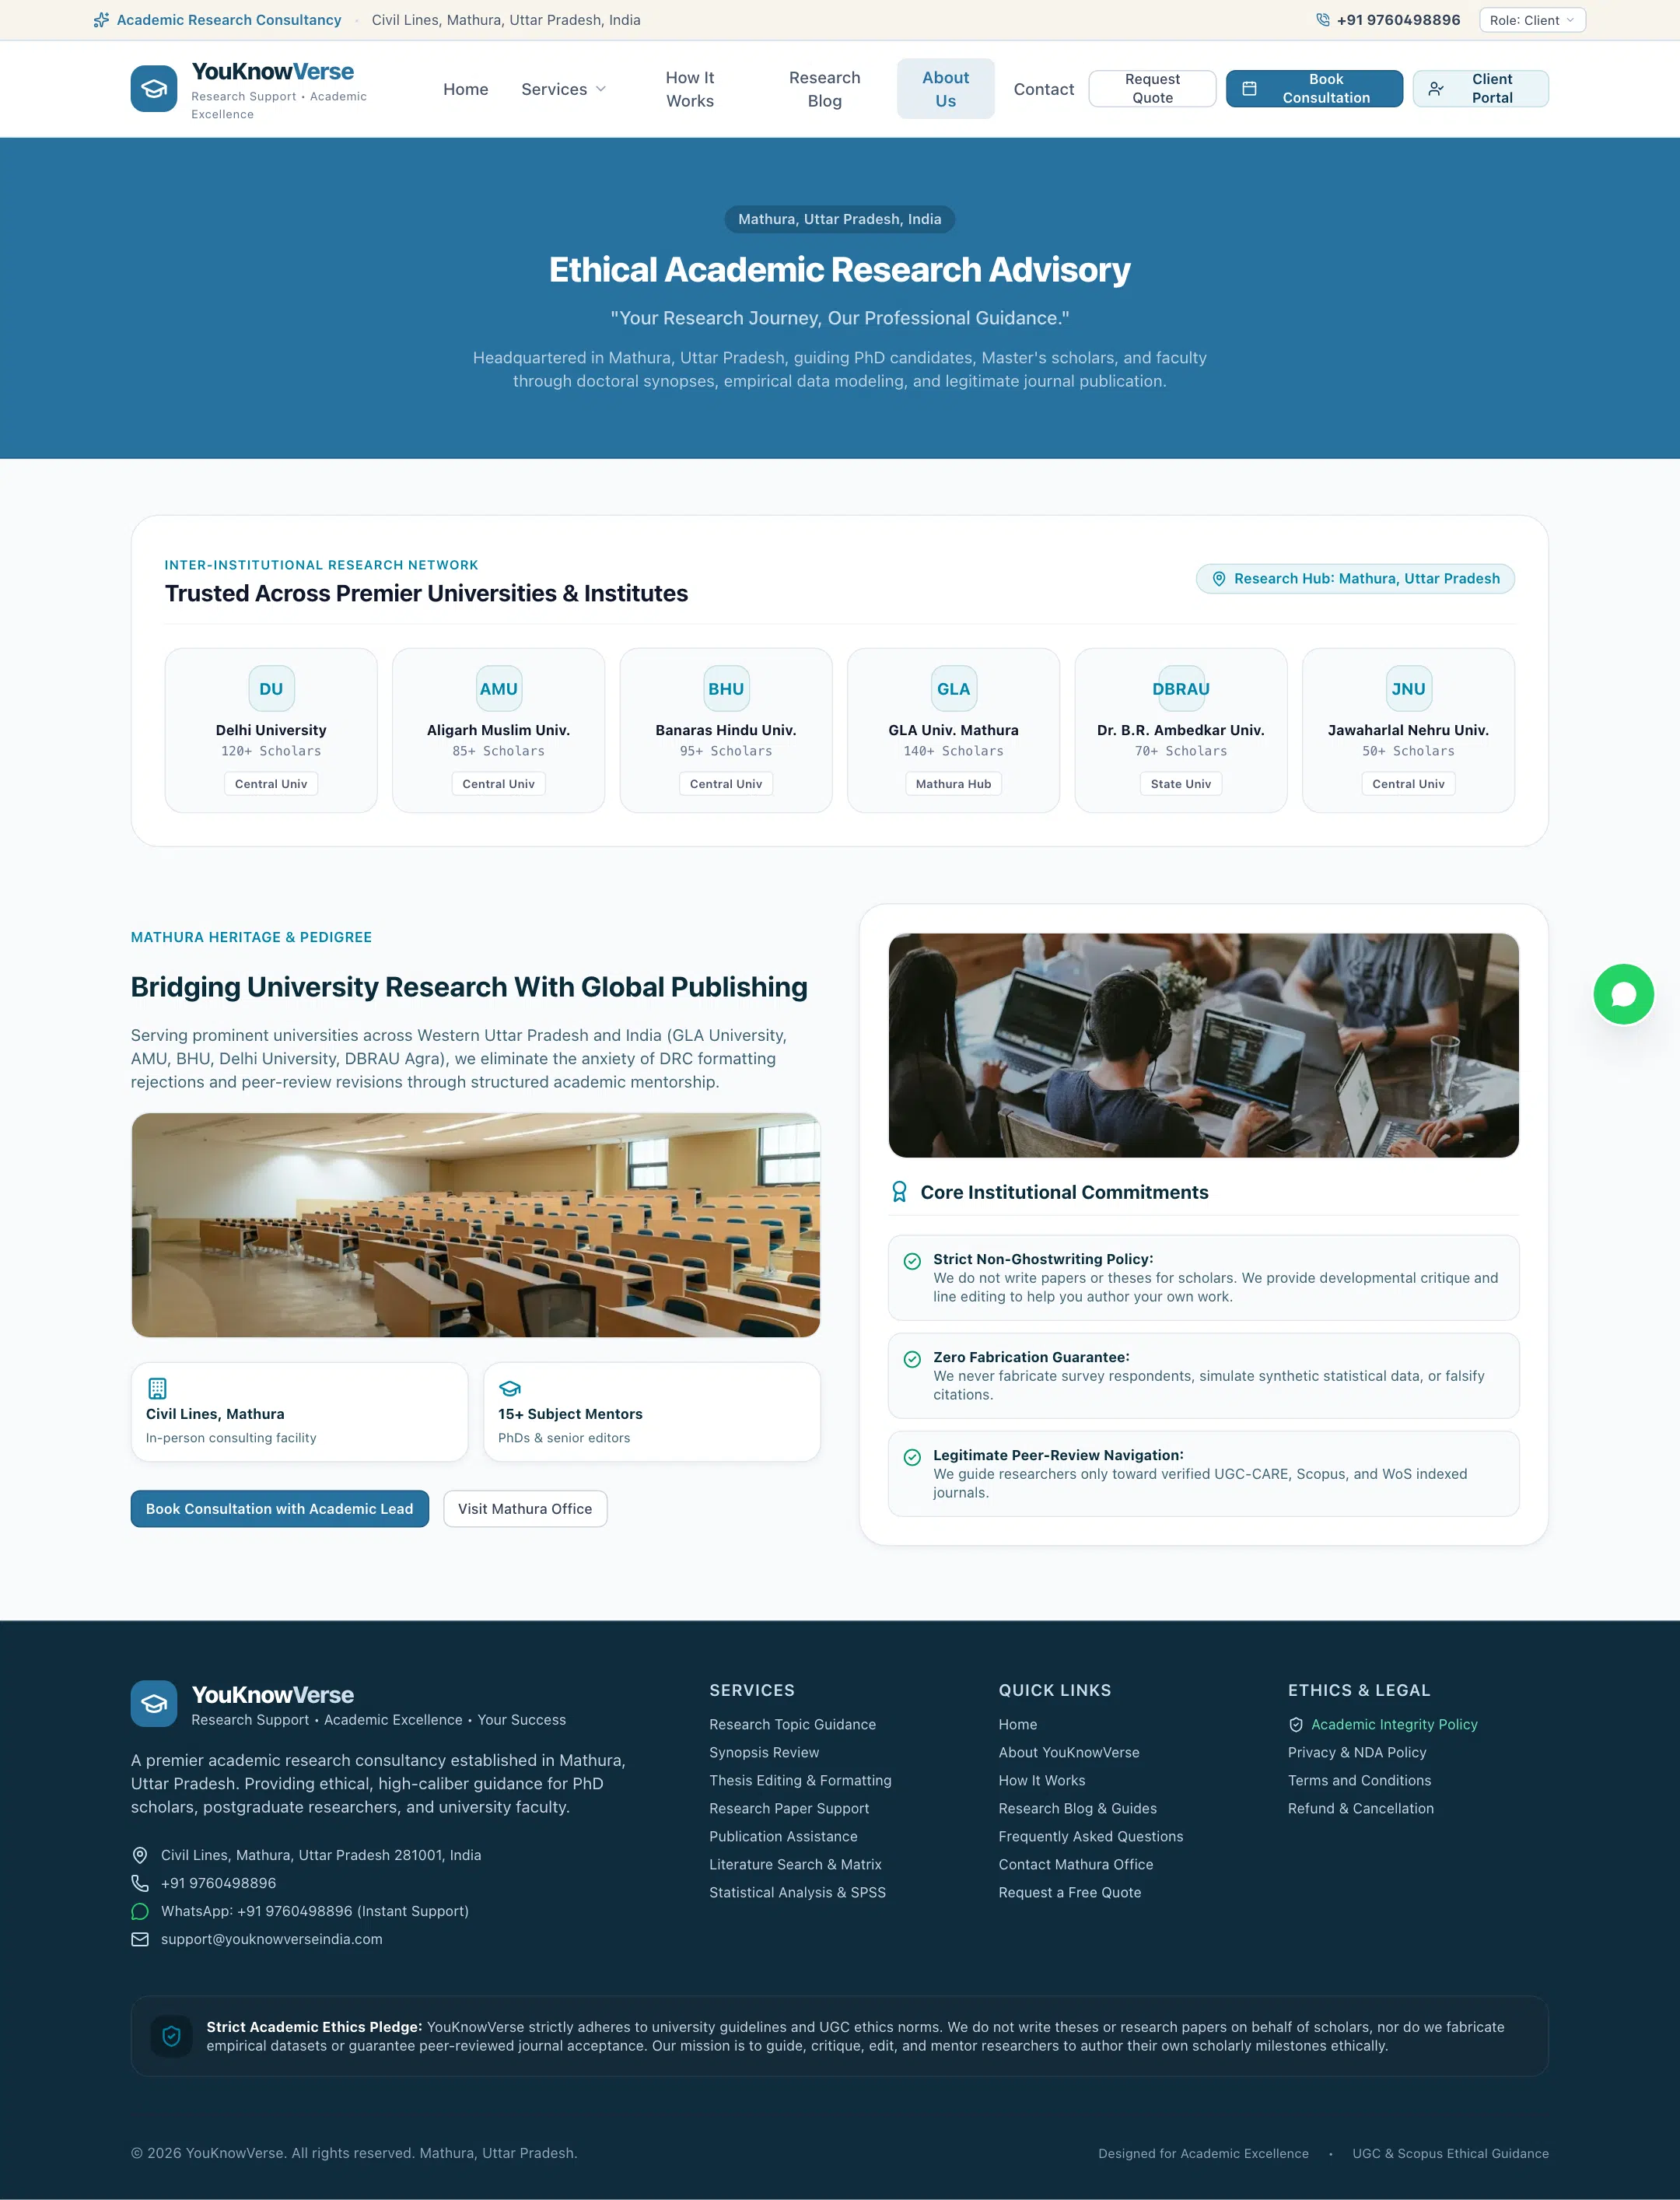 Academic Research Consultancy • Civil Lines, Mathura, Uttar Pradesh, India
+91 9760498896
Role: Client
YouKnowVerse
Research Support • Academic
Excellence
Home
Services
How It
Works
Research
Blog
About
Us
Contact
Request
Quote
Book
Consultation
Client
Portal
Mathura, Uttar Pradesh, India
Ethical Academic Research Advisory
"Your Research Journey, Our Professional Guidance."
Headquartered in Mathura, Uttar Pradesh, guiding PhD candidates, Master's scholars, and faculty
through doctoral synopses, empirical data modeling, and legitimate journal publication.
INTER-INSTITUTIONAL RESEARCH NETWORK
Trusted Across Premier Universities & Institutes
Research Hub: Mathura, Uttar Pradesh
DU
Delhi University
120+ Scholars
Central Univ
AMU
Aligarh Muslim Univ.
85+ Scholars
Central Univ
BHU
Banaras Hindu Univ.
95+ Scholars
Central Univ
GLA
GLA Univ. Mathura
140+ Scholars
Mathura Hub
DBRAU
Dr. B.R. Ambedkar Univ.
70+ Scholars
State Univ
JNU
Jawaharlal Nehru Univ.
50+ Scholars
Central Univ
MATHURA HERITAGE & PEDIGREE
Bridging University Research With Global Publishing
Serving prominent universities across Western Uttar Pradesh and India (GLA University,
AMU, BHU, Delhi University, DBRAU Agra), we eliminate the anxiety of DRC formatting
rejections and peer-review revisions through structured academic mentorship.
Civil Lines, Mathura
In-person consulting facility
15+ Subject Mentors
PhDs & senior editors
Book Consultation with Academic Lead
Visit Mathura Office
Core Institutional Commitments
Strict Non-Ghostwriting Policy:
We do not write papers or theses for scholars. We provide developmental critique and
line editing to help you author your own work.
Zero Fabrication Guarantee:
We never fabricate survey respondents, simulate synthetic statistical data, or falsify
citations.
Legitimate Peer-Review Navigation:
We guide researchers only toward verified UGC-CARE, Scopus, and WoS indexed
journals.
YouKnowVerse
Research Support • Academic Excellence • Your Success
A premier academic research consultancy established in Mathura,
Uttar Pradesh. Providing ethical, high-caliber guidance for PhD
scholars, postgraduate researchers, and university faculty.
Civil Lines, Mathura, Uttar Pradesh 281001, India
+91 9760498896
WhatsApp: +91 9760498896 (Instant Support)
support@youknowverseindia.com
SERVICES
Research Topic Guidance
Synopsis Review
Thesis Editing & Formatting
Research Paper Support
Publication Assistance
Literature Search & Matrix
Statistical Analysis & SPSS
QUICK LINKS
Home
About YouKnowVerse
How It Works
Research Blog & Guides
Frequently Asked Questions
Contact Mathura Office
Request a Free Quote
ETHICS & LEGAL
Academic Integrity Policy
Privacy & NDA Policy
Terms and Conditions
Refund & Cancellation
Strict Academic Ethics Pledge: YouKnowVerse strictly adheres to university guidelines and UGC ethics norms. We do not write theses or research papers on behalf of scholars, nor do we fabricate
empirical datasets or guarantee peer-reviewed journal acceptance. Our mission is to guide, critique, edit, and mentor researchers to author their own scholarly milestones ethically.
© 2026 YouKnowVerse. All rights reserved. Mathura, Uttar Pradesh.
Designed for Academic Excellence • UGC & Scopus Ethical Guidance